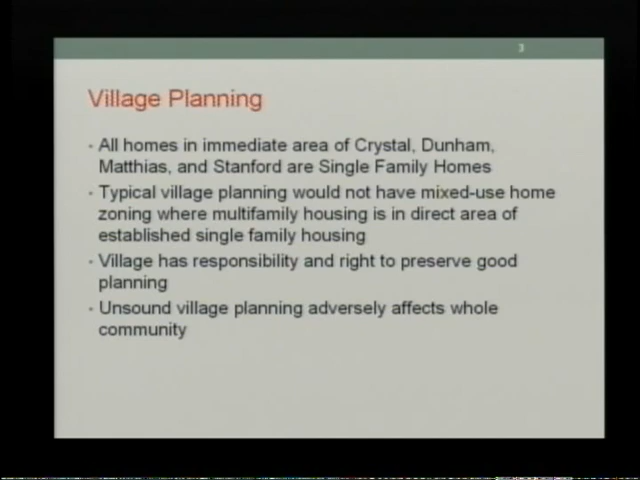 3
Village Planning
• All homes in immediate area of Crystal, Dunham,
Matthias, and Stanford are Single Family Homes
• Typical village planning would not have mixed-use home
zoning where multifamily housing is in direct area of
established single family housing
• Village has responsibility and right to preserve good
planning
• Unsound village planning adversely affects whole
community